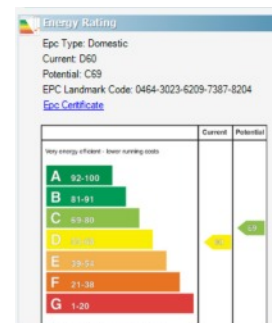 Energy Rating
Epc Type: Domestic
Current: D60
Potential: C69
EPC Landmark Code: 0464-3023-6209-7387-8204
Epc Certificate
Current Potential
Very energy efficient - lower running costs
A 92-100
B 81-91
C 69-80
69
D
E 39-54
F 21-38
G 1-20